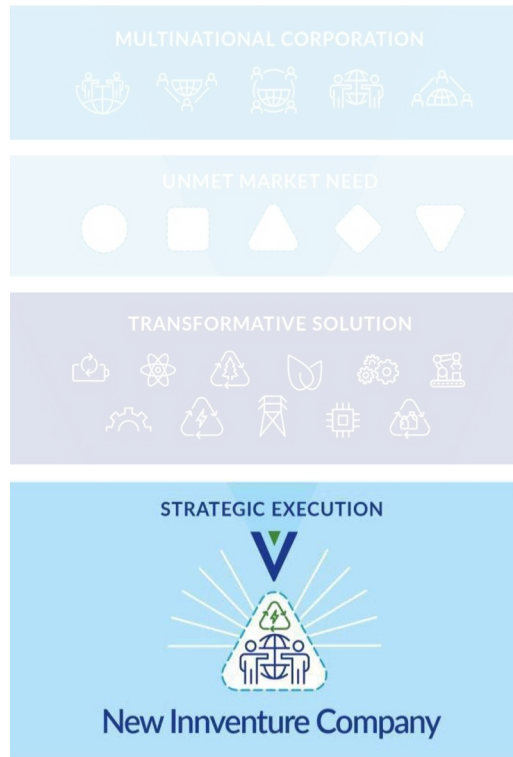 MULTINATIONAL CORPORATION
UNMET MARKET NEED
TRANSFORMATIVE SOLUTION
STRATEGIC EXECUTION
New Innventure Company